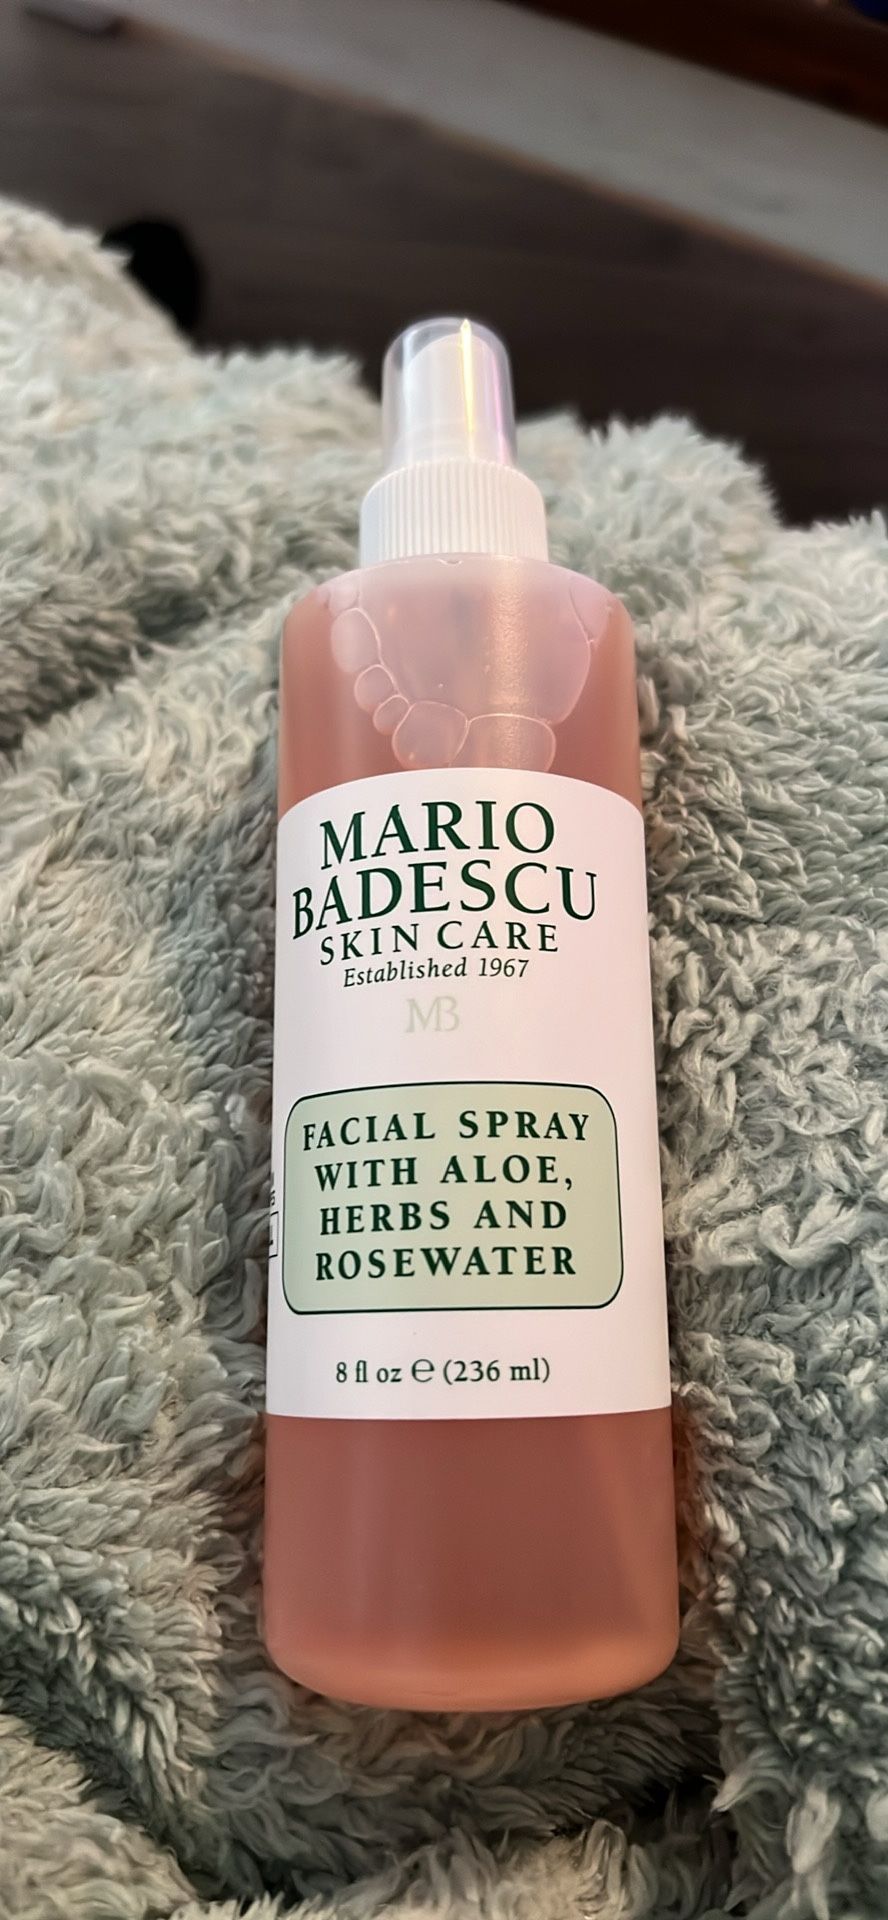 MARIO
BADESCU
SKIN CARE
Established 1967
MB
FACIAL SPRAY
WITH ALOE,
HERBS AND
ROSEWATER
8 fl oz ℮ (236 ml)